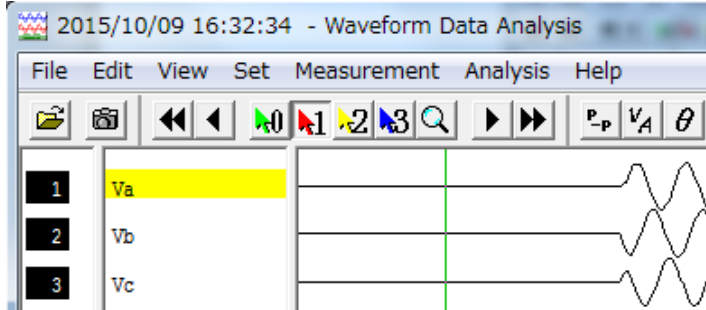 2015/10/09 16:32:34 - Waveform Data Analysis
File Edit View Set Measurement Analysis Help
0 1 2 3 P-P VA θ
1 Va
2 Vb
3 Vc